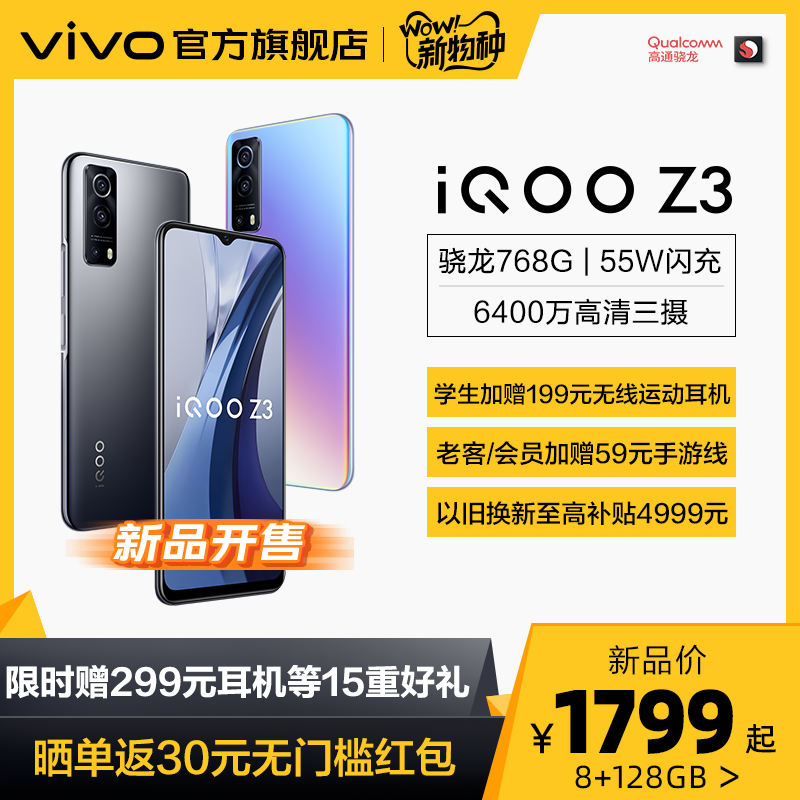 vivo 官方旗舰店
WOW!
新物种
Qualcomm
高通骁龙
iQOO Z3
骁龙768G | 55W闪充
6400万高清三摄
学生加赠199元无线运动耳机
老客/会员加赠59元手游线
以旧换新至高补贴4999元
iQOO Z3
iQOO
新品开售
限时赠299元耳机等15重好礼
晒单返30元无门槛红包
新品价
¥1799起
8+128GB >